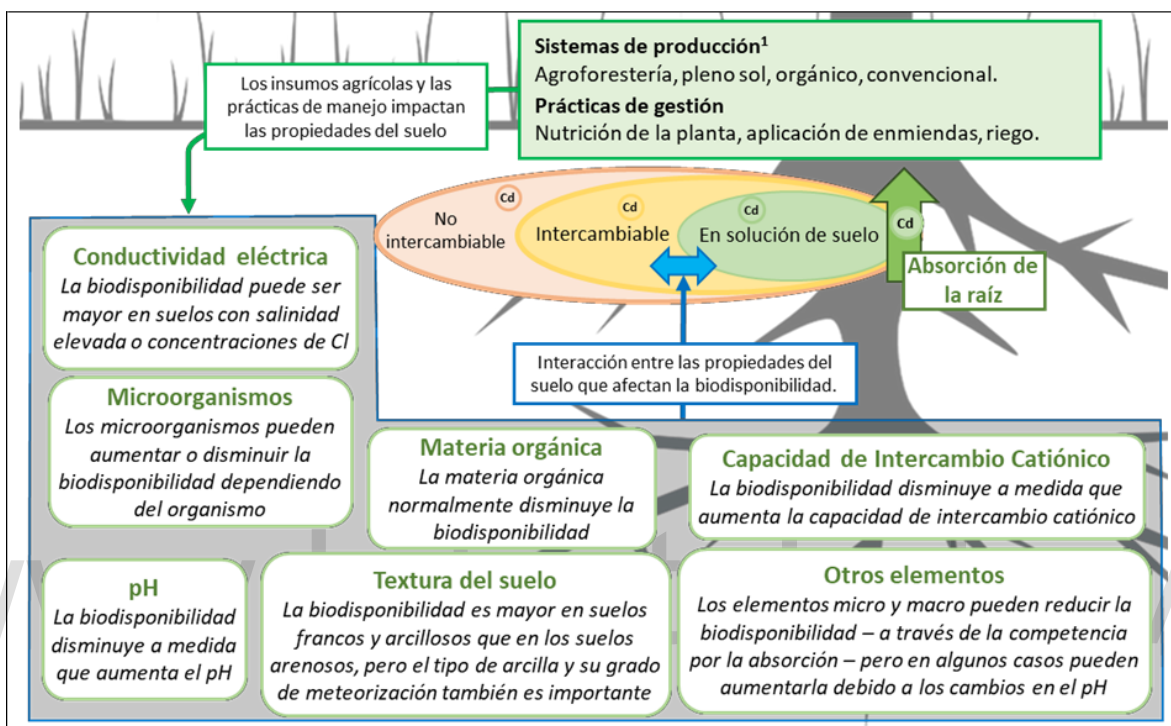 Sistemas de producción¹
Agroforestería, pleno sol, orgánico, convencional.
Prácticas de gestión
Nutrición de la planta, aplicación de enmiendas, riego.
Los insumos agrícolas y las
prácticas de manejo impactan
las propiedades del suelo
Cd
Cd
Cd
Cd
No
intercambiable
Intercambiable
En solución de suelo
Absorción de
la raíz
Interacción entre las propiedades del
suelo que afectan la biodisponibilidad.
Conductividad eléctrica
La biodisponibilidad puede ser
mayor en suelos con salinidad
elevada o concentraciones de Cl
Microorganismos
Los microorganismos pueden
aumentar o disminuir la
biodisponibilidad dependiendo
del organismo
Materia orgánica
La materia orgánica
normalmente disminuye la
biodisponibilidad
Capacidad de Intercambio Catiónico
La biodisponibilidad disminuye a medida que
aumenta la capacidad de intercambio catiónico
pH
La biodisponibilidad
disminuye a medida
que aumenta el pH
Textura del suelo
La biodisponibilidad es mayor en suelos
francos y arcillosos que en los suelos
arenosos, pero el tipo de arcilla y su grado
de meteorización también es importante
Otros elementos
Los elementos micro y macro pueden reducir la
biodisponibilidad – a través de la competencia
por la absorción – pero en algunos casos pueden
aumentarla debido a los cambios en el pH